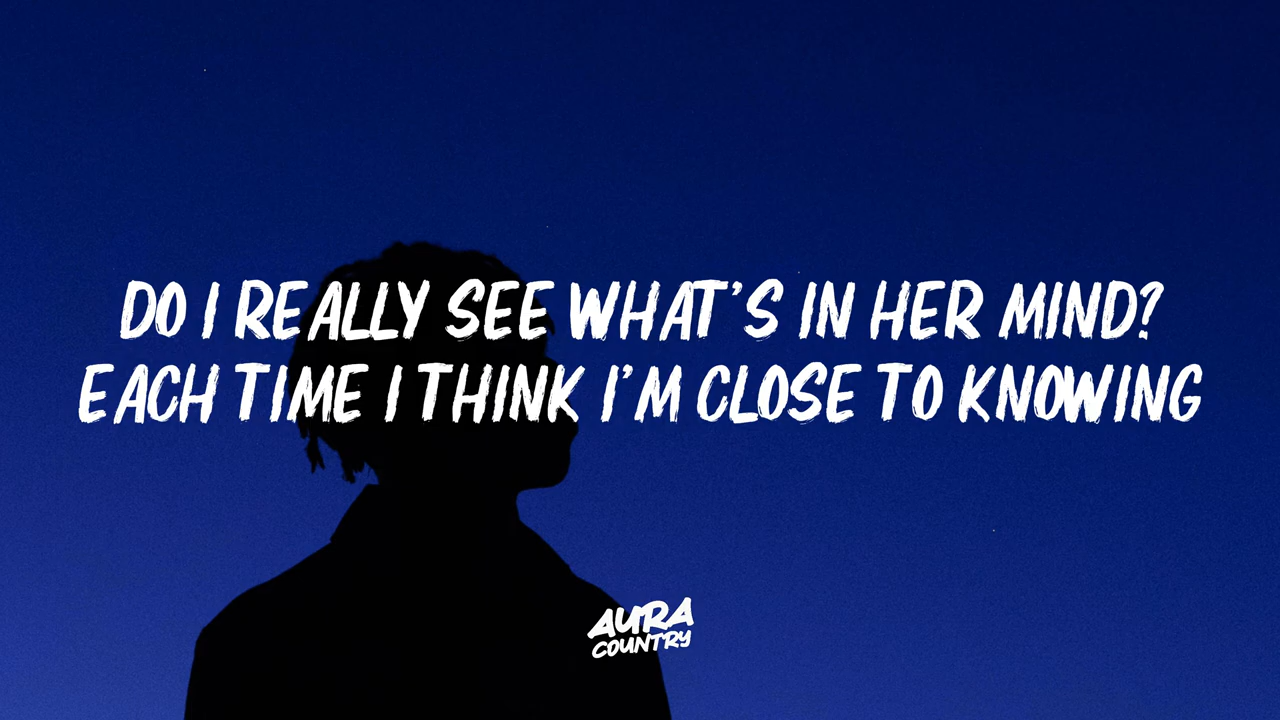 DO I REALLY SEE WHAT'S IN HER MIND?
EACH TIME I THINK I'M CLOSE TO KNOWING
AURA
COUNTRY